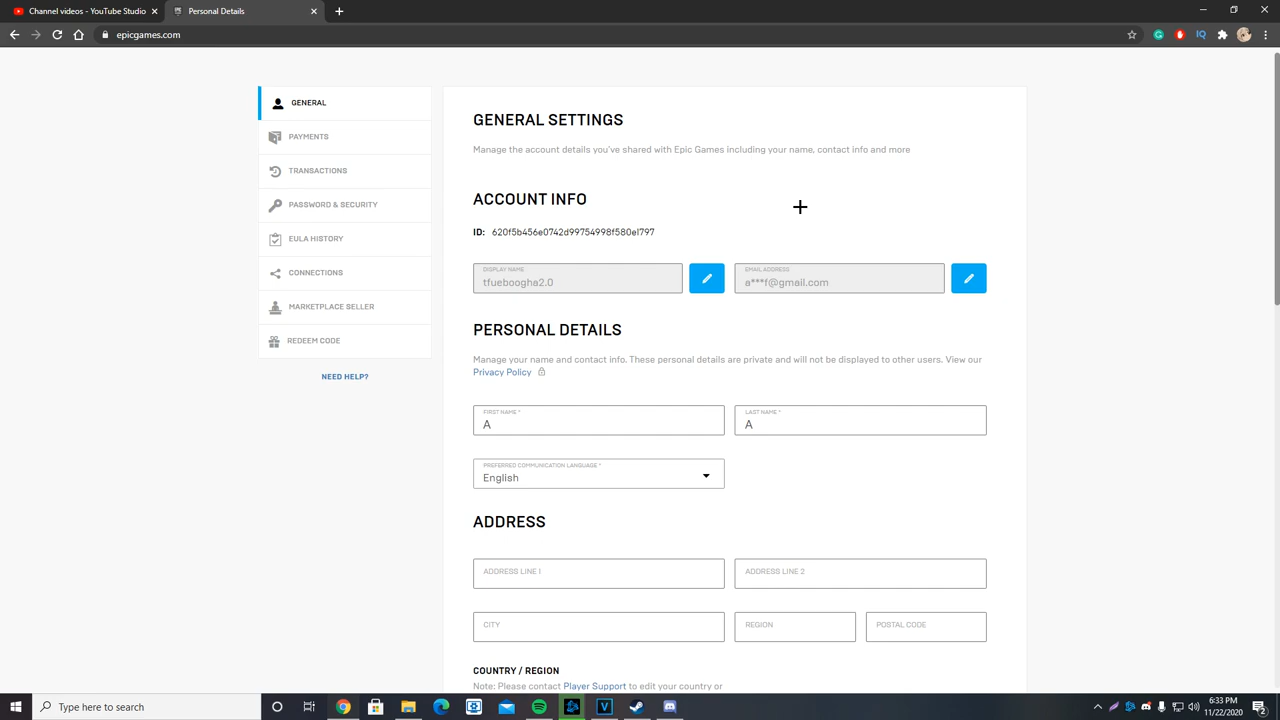 Channel videos - YouTube Studio
Personal Details
epicgames.com
GENERAL
PAYMENTS
TRANSACTIONS
PASSWORD & SECURITY
EULA HISTORY
CONNECTIONS
MARKETPLACE SELLER
REDEEM CODE
NEED HELP?
GENERAL SETTINGS
Manage the account details you've shared with Epic Games including your name, contact info and more
ACCOUNT INFO
ID: 620f5b456e0742d99754998f580e1797
DISPLAY NAME
tfueboogha2.0
EMAIL ADDRESS
a***f@gmail.com
PERSONAL DETAILS
Manage your name and contact info. These personal details are private and will not be displayed to other users. View our
Privacy Policy
FIRST NAME *
A
LAST NAME *
A
PREFERRED COMMUNICATION LANGUAGE *
English
ADDRESS
ADDRESS LINE 1
ADDRESS LINE 2
CITY
REGION
POSTAL CODE
COUNTRY / REGION
Note: Please contact Player Support to edit your country or
Type here to search
6:33 PM
11/22/2020
2